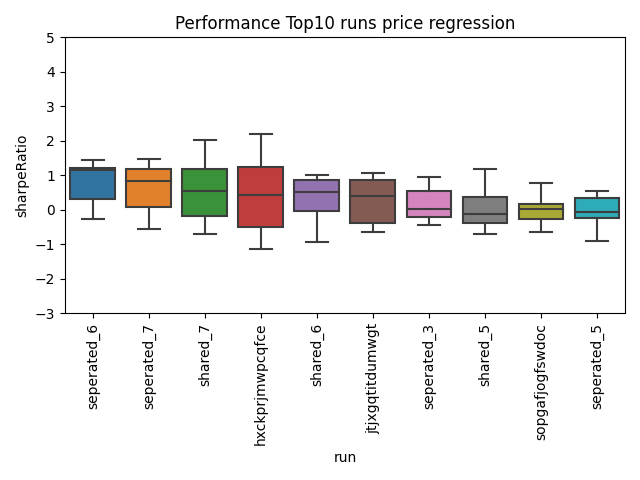 Performance Top10 runs price regression
sharpeRatio
5
4
3
2
1
0
−1
−2
−3
seperated_6
seperated_7
shared_7
hxckprjmwpcqfce
shared_6
jtjxgqtitdumwgt
seperated_3
shared_5
sopgafjogfswdoc
seperated_5
run